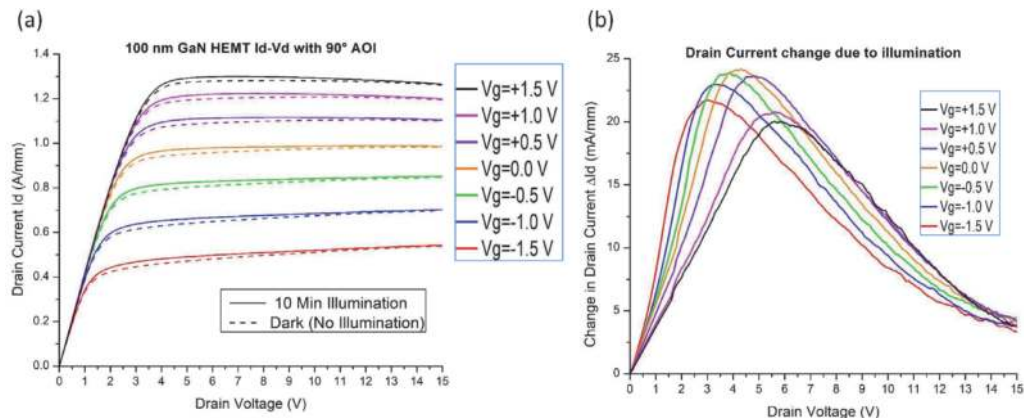 (a)
100 nm GaN HEMT Id-Vd with 90° AOI
Drain Current Id (A/mm)
1.4
1.2
1.0
0.8
0.6
0.4
0.2
0.0
0 1 2 3 4 5 6 7 8 9 10 11 12 13 14 15
Drain Voltage (V)
10 Min Illumination
Dark (No Illumination)
Vg=+1.5 V
Vg=+1.0 V
Vg=+0.5 V
Vg=0.0 V
Vg=-0.5 V
Vg=-1.0 V
Vg=-1.5 V
(b)
Drain Current change due to illumination
Change in Drain Current ΔId (mA/mm)
25
20
15
10
5
0
0 1 2 3 4 5 6 7 8 9 10 11 12 13 14 15
Drain Voltage (V)
Vg=+1.5 V
Vg=+1.0 V
Vg=+0.5 V
Vg=0.0 V
Vg=-0.5 V
Vg=-1.0 V
Vg=-1.5 V